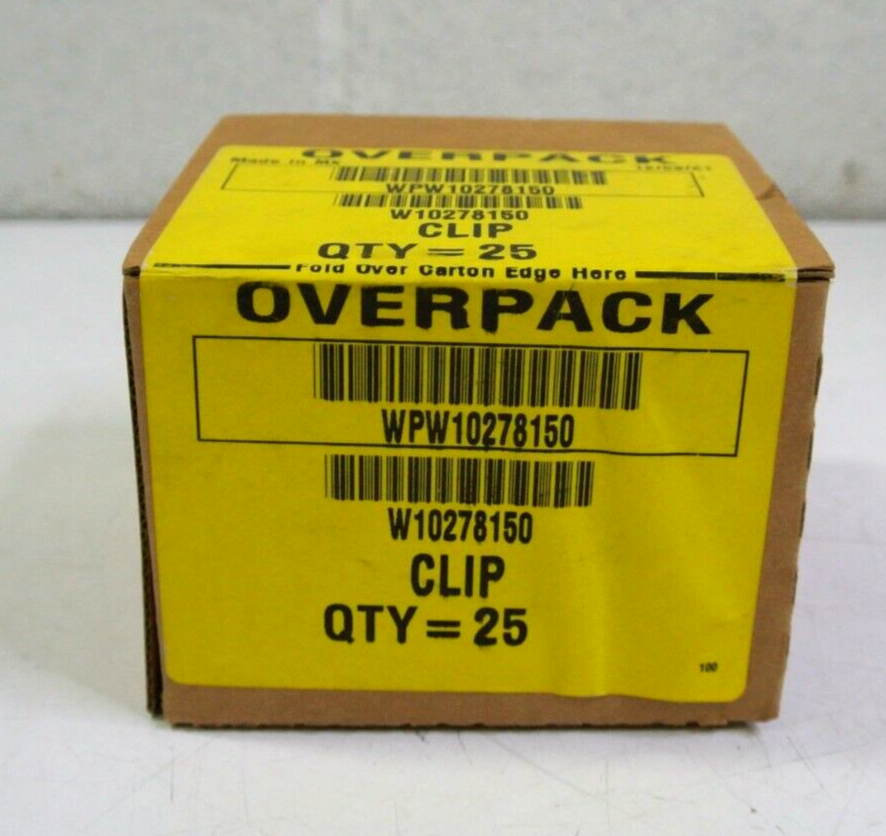 OVERPACK
Made in Mx
WPW10278150
W10278150
CLIP
QTY = 25
Fold Over Carton Edge Here
OVERPACK
WPW10278150
W10278150
CLIP
QTY = 25
100